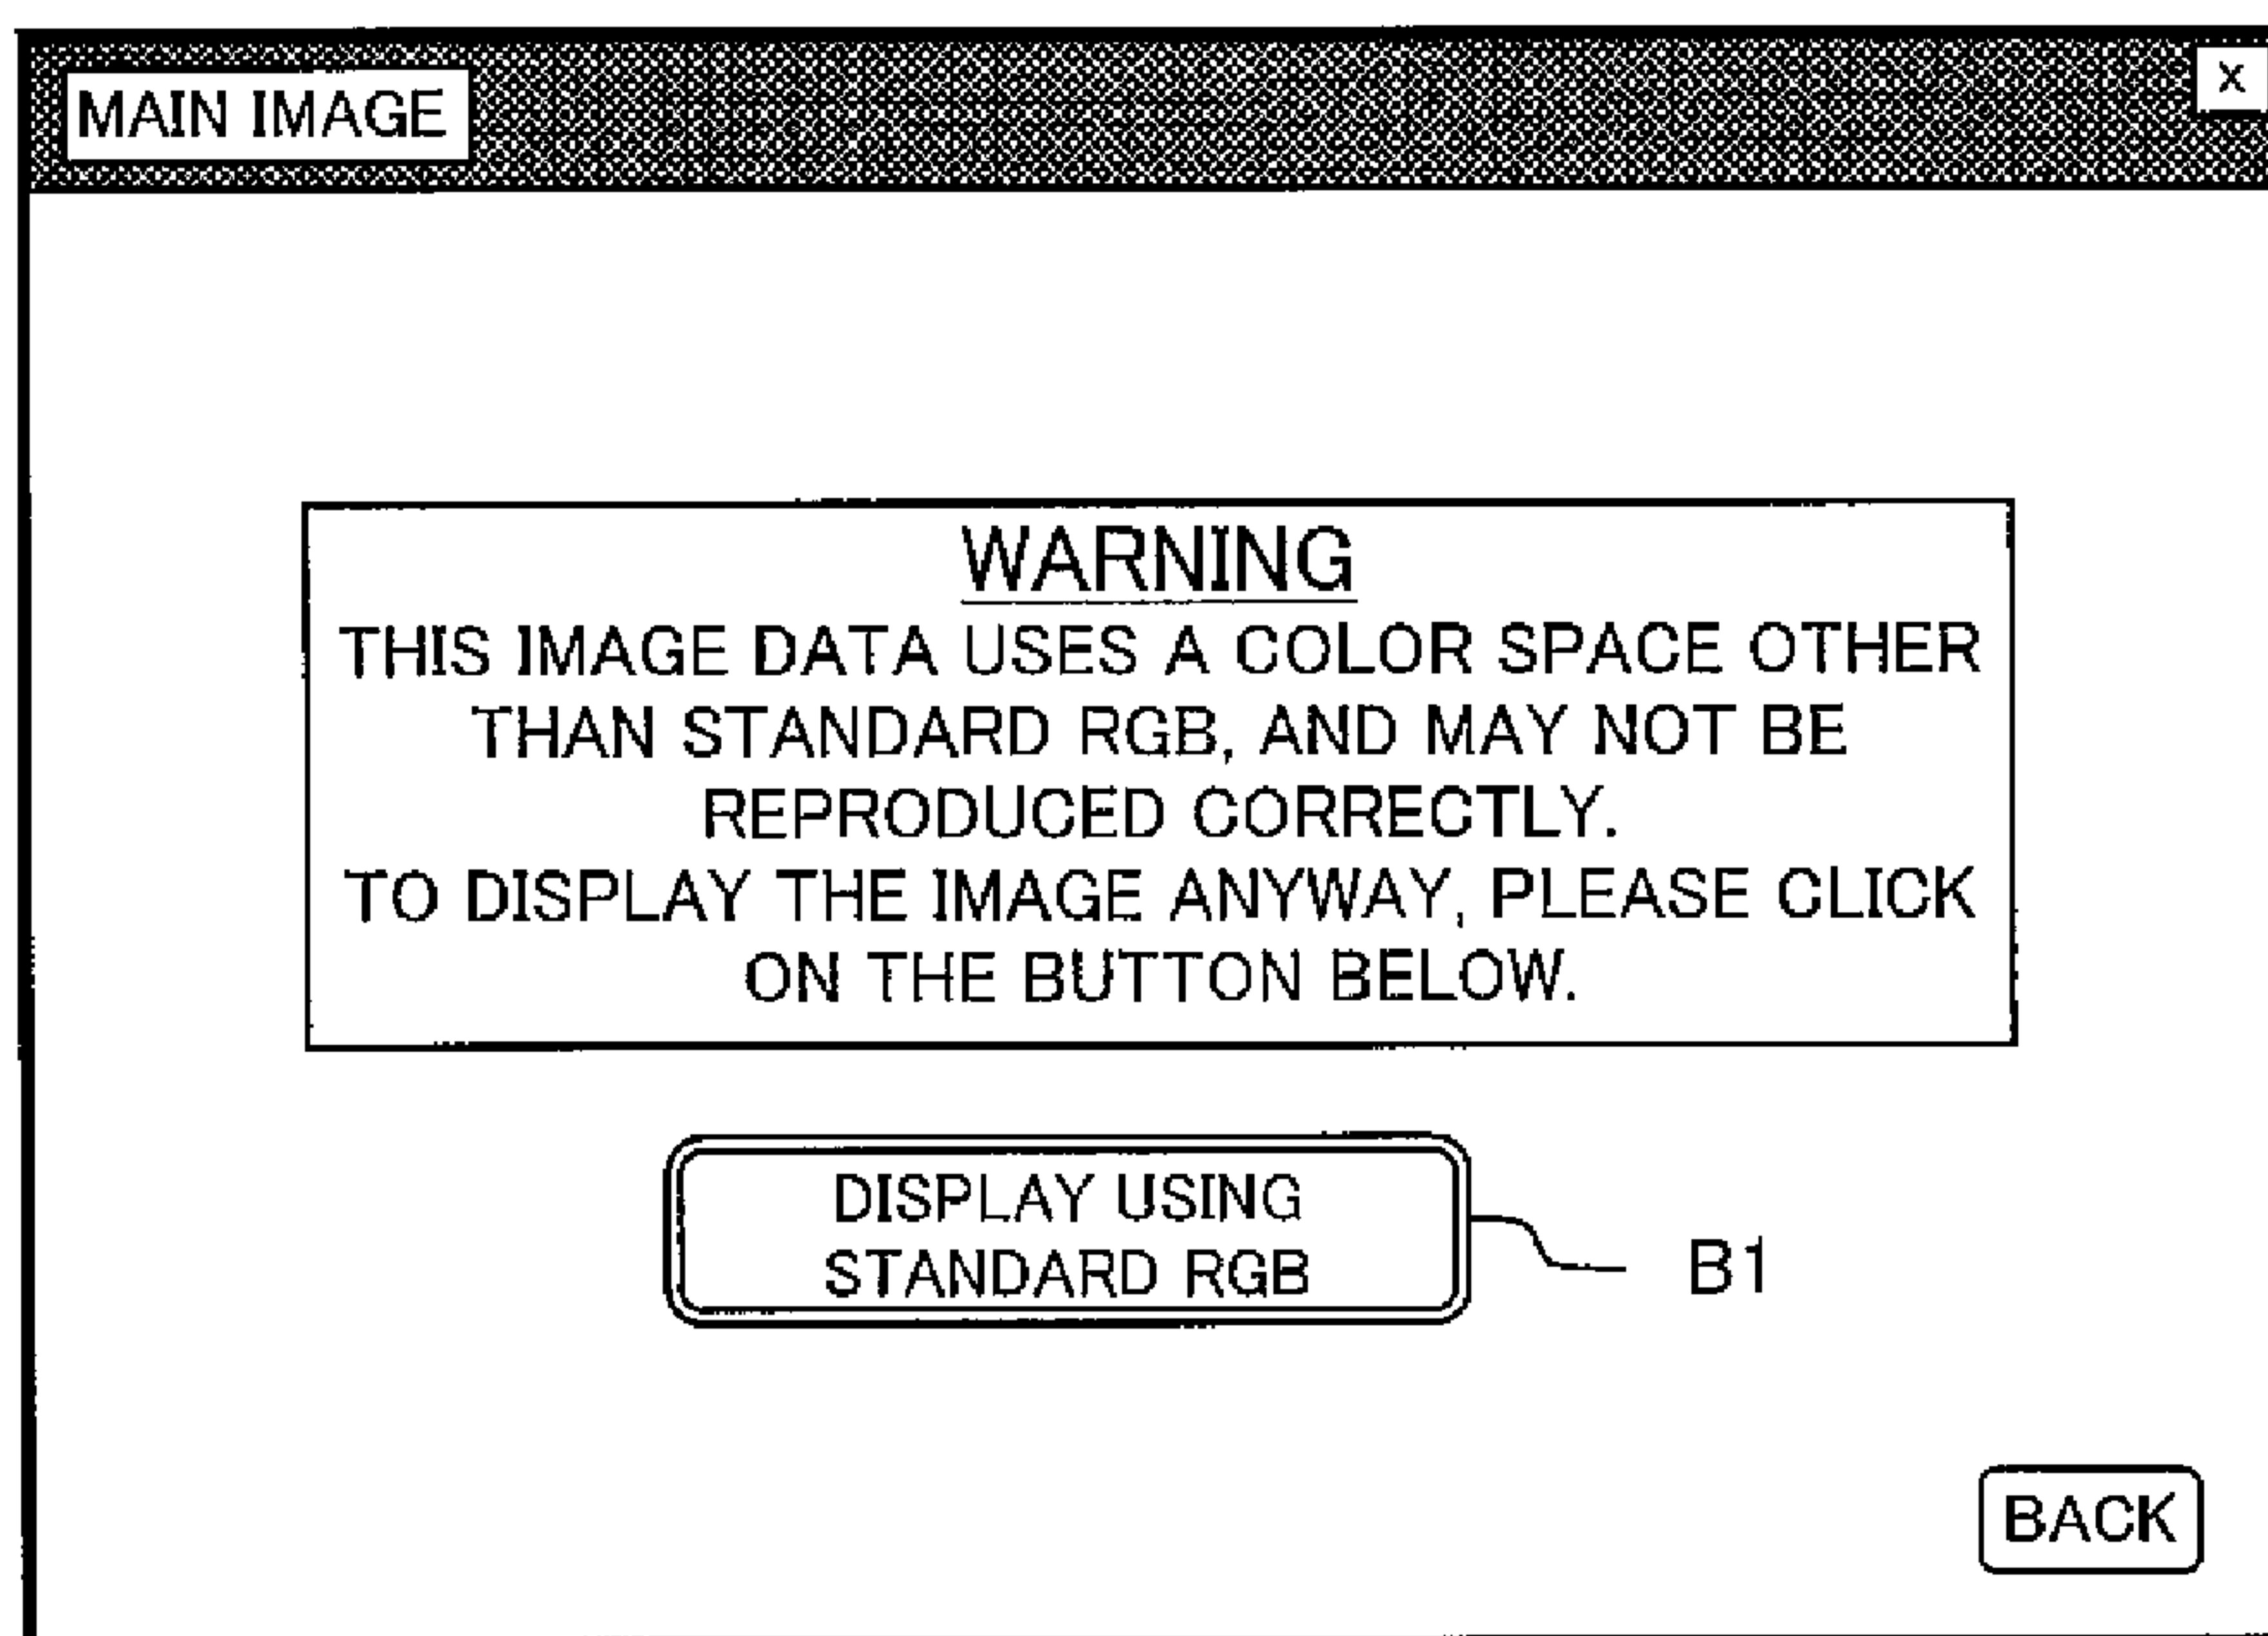 MAIN IMAGE
x
WARNING
THIS IMAGE DATA USES A COLOR SPACE OTHER
THAN STANDARD RGB, AND MAY NOT BE
REPRODUCED CORRECTLY.
TO DISPLAY THE IMAGE ANYWAY, PLEASE CLICK
ON THE BUTTON BELOW.
DISPLAY USING
STANDARD RGB
B1
BACK